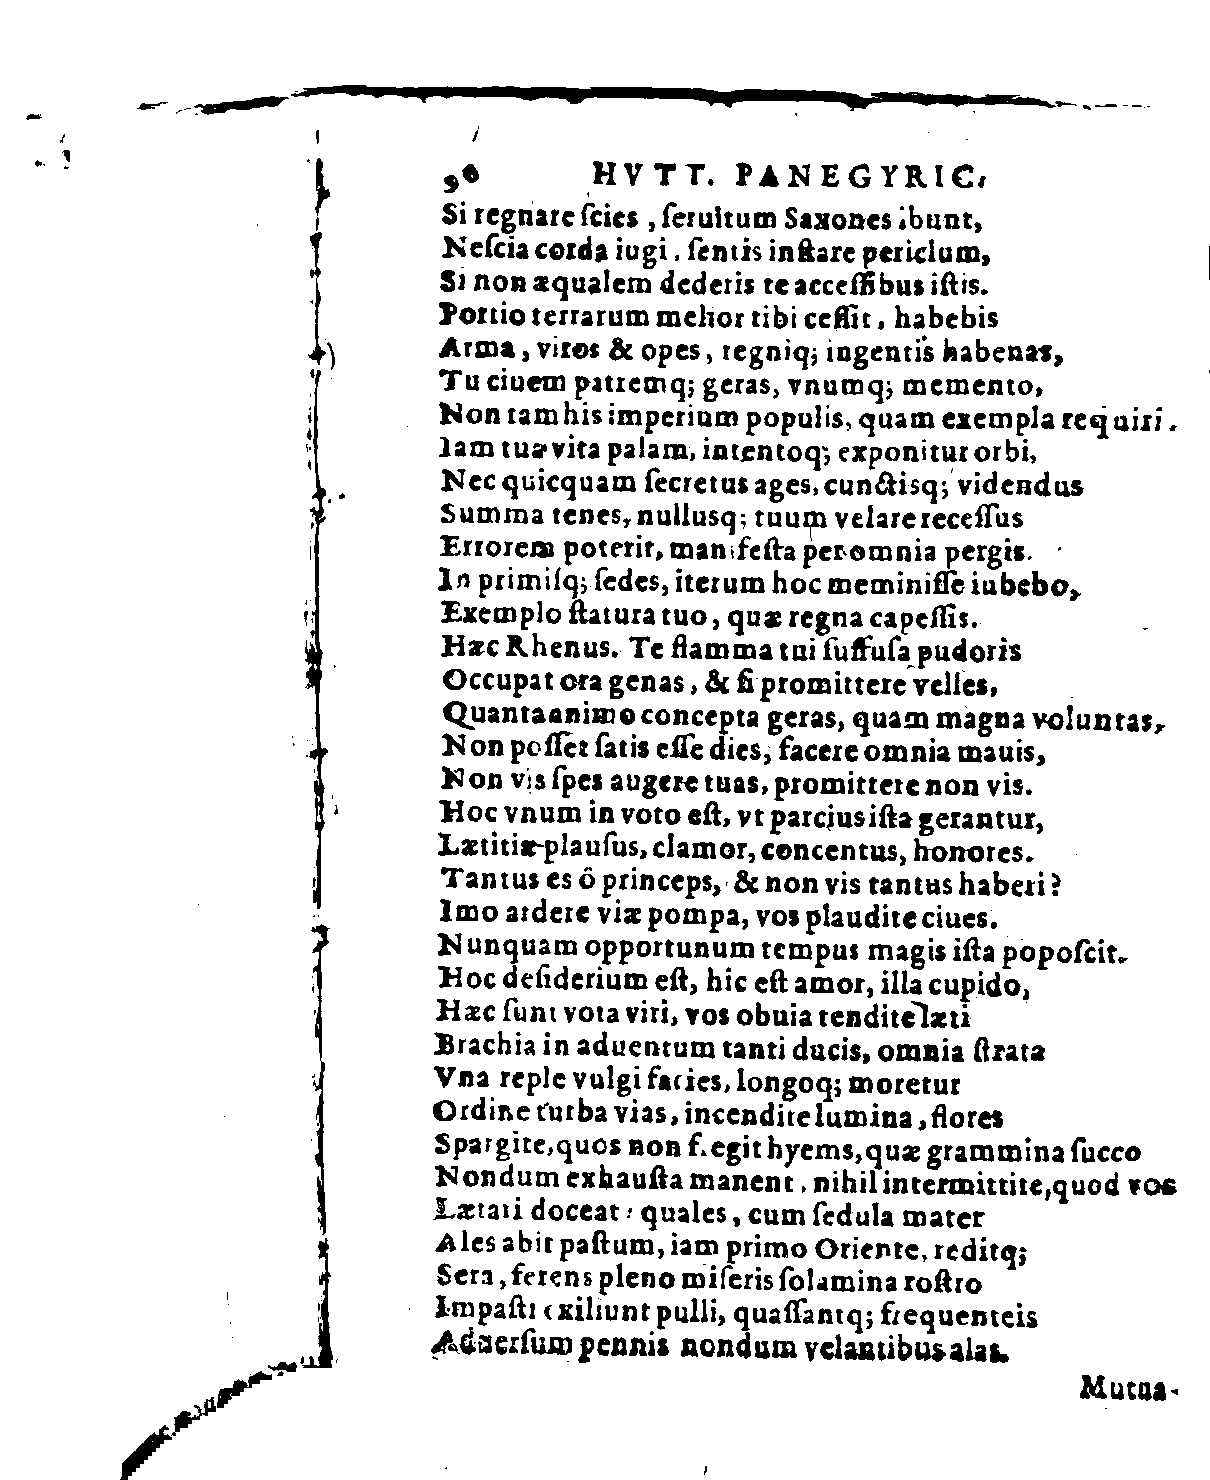 90 HVTT. PANEGYRIC,
Si regnare ſcies, ſeruitum Saxones ibunt,
Neſcia corda iugi. ſentis inſtare periclum,
Si non æqualem dederis te acceſſibus iſtis.
Portio terrarum melior tibi ceſſit, habebis
Arma, viros & opes, regniq; ingentis habenas,
Tu ciuem patremq; geras, vnumq; memento,
Non tam his imperium populis, quam exempla requiri.
Iam tua vita palam, intentoq; exponitur orbi,
Nec quicquam ſecretus ages, cunctisq; videndus
Summa tenes, nullusq; tuum velare receſſus
Errorem poterit, manifeſta per omnia pergis.
In primiſq; ſedes, iterum hoc meminiſſe iubebo,
Exemplo ſtatura tuo, quæ regna capeſſis.
Hæc Rhenus. Te flamma tui ſuffuſa pudoris
Occupat ora genas, & ſi promittere velles,
Quanta animo concepta geras, quam magna voluntas,
Non poſſet ſatis eſſe dies, facere omnia mauis,
Non vis ſpes augere tuas, promittere non vis.
Hoc vnum in voto eſt, vt parcius iſta gerantur,
Lætitiæ plauſus, clamor, concentus, honores.
Tantus es ô princeps, & non vis tantus haberi?
Imo ardere viæ pompa, vos plaudite ciues.
Nunquam opportunum tempus magis iſta popoſcit.
Hoc deſiderium eſt, hic eſt amor, illa cupido,
Hæc ſunt vota viri, vos obuia tendite læti
Brachia in aduentum tanti ducis, omnia ſtrata
Vna reple vulgi facies, longoq; moretur
Ordine turba vias, incendite lumina, flores
Spargite, quos non fregit hyems, quæ grammina ſucco
Nondum exhauſta manent, nihil intermittite, quod vos
Lætari doceat: quales, cum ſedula mater
Ales abit paſtum, iam primo Oriente, reditq;
Sera, ferens pleno miſeris ſolamina roſtro
Impaſti exiliunt pulli, quaſſantq; frequenteis
Aduerſum pennis nondum velantibus alas.
Mutua-